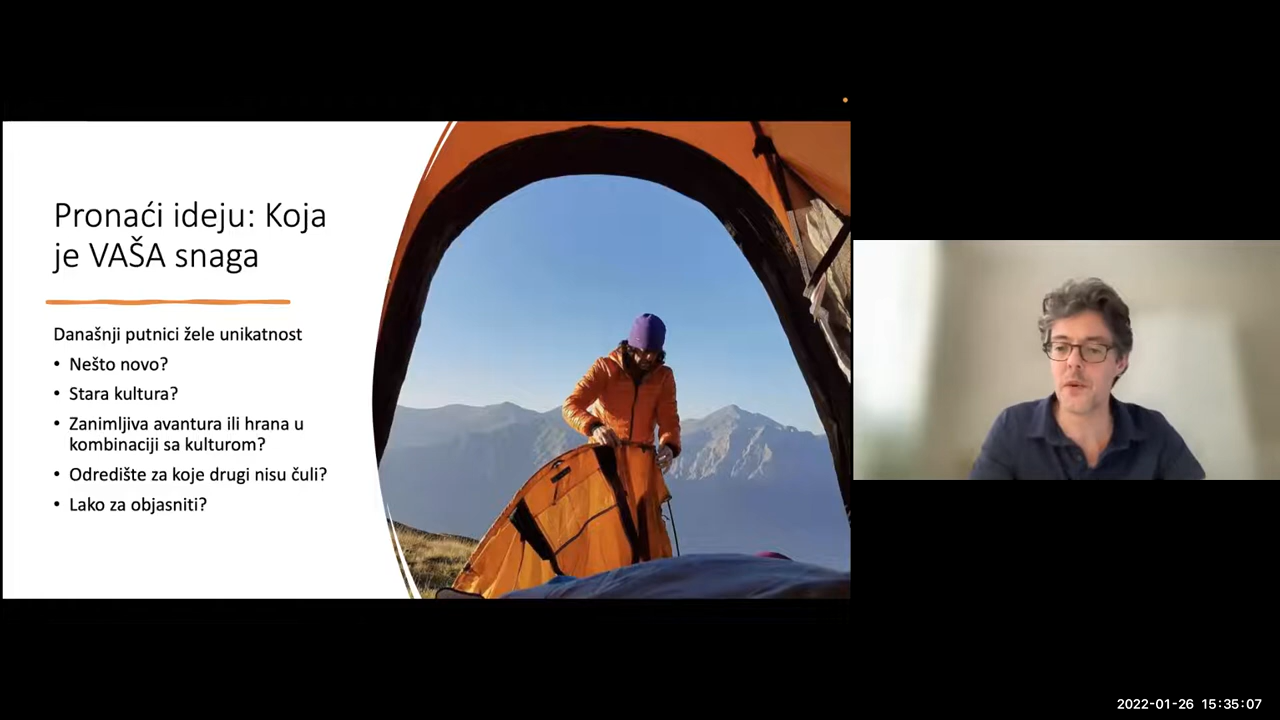 Pronaći ideju: Koja
je VAŠA snaga
Današnji putnici žele unikatnost
• Nešto novo?
• Stara kultura?
• Zanimljiva avantura ili hrana u
kombinaciji sa kulturom?
• Odredište za koje drugi nisu čuli?
• Lako za objasniti?
2022-01-26 15:35:07